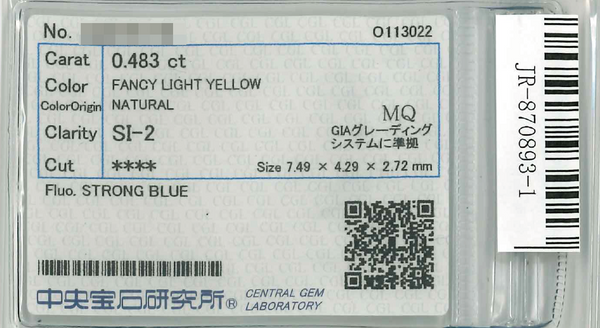 No.
O113022
Carat 0.483 ct
Color FANCY LIGHT YELLOW
ColorOrigin NATURAL
Clarity SI-2
MQ
GIAグレーディング
システムに準拠
Cut ****
Size 7.49 × 4.29 × 2.72 mm
Fluo. STRONG BLUE
中央宝石研究所® CENTRAL GEM
LABORATORY
JR-870893-1